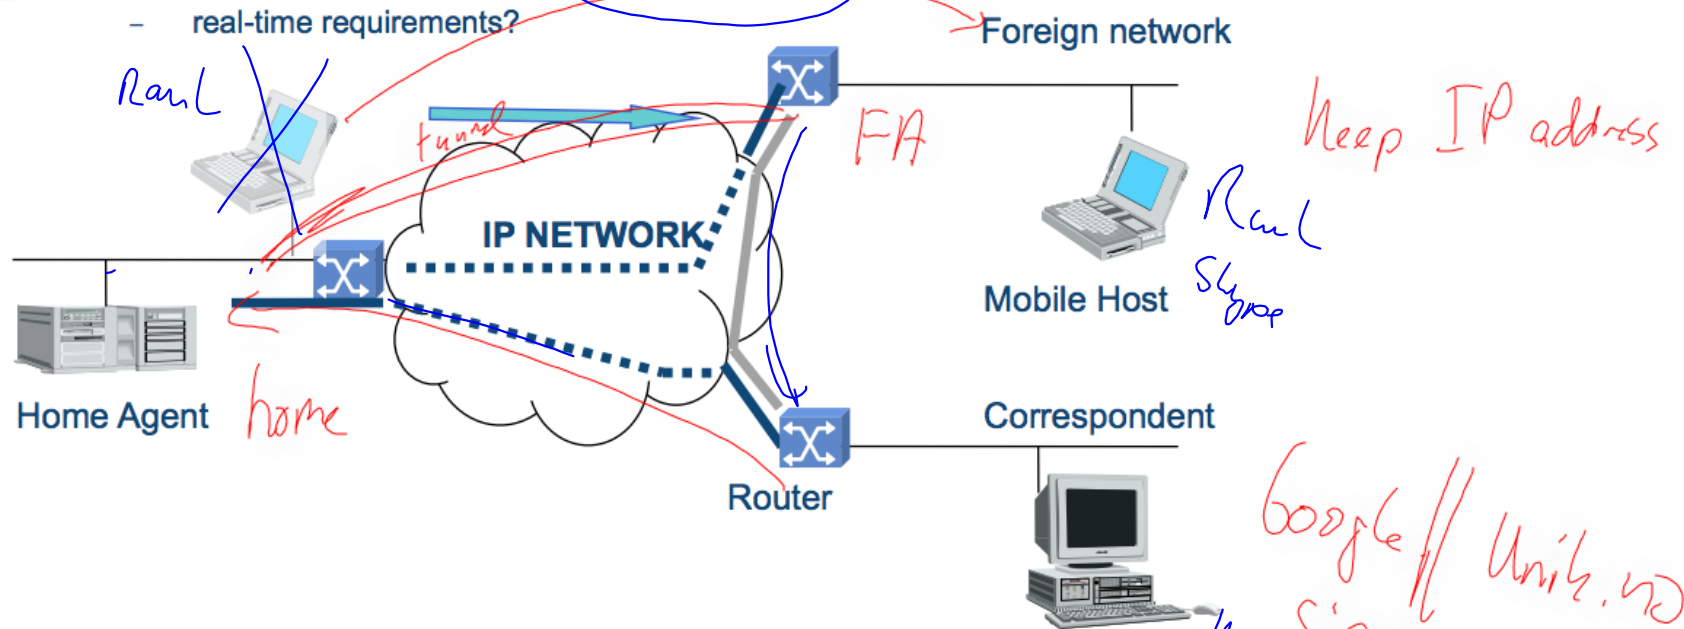 – real-time requirements?
Foreign network
Raul
tunnel
FA
Keep IP address
IP NETWORK
Raul
Skype
Mobile Host
Home Agent
home
Correspondent
Router
Google // Unik.no